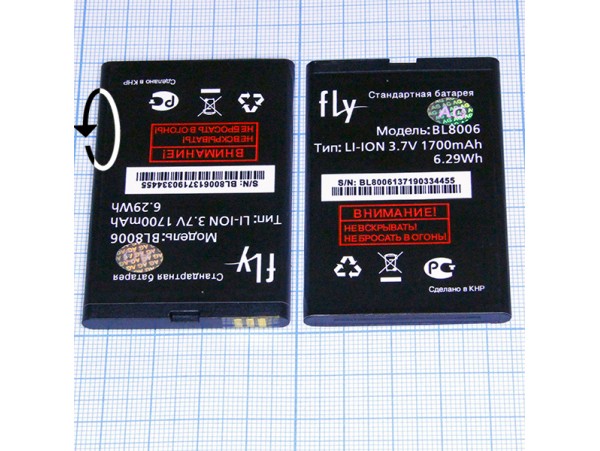 fly
Стандартная батарея
Модель: BL8006
Тип: LI-ION 3.7V 1700mAh
6.29Wh
S/N: BL8006137190334455
ВНИМАНИЕ!
НЕ ВСКРЫВАТЬ!
НЕ БРОСАТЬ В ОГОНЬ!
Сделано в КНР
fly
Стандартная батарея
Модель: BL8006
Тип: LI-ION 3.7V 1700mAh
6.29Wh
S/N: BL8006137190334455
ВНИМАНИЕ!
НЕ ВСКРЫВАТЬ!
НЕ БРОСАТЬ В ОГОНЬ!
Сделано в КНР